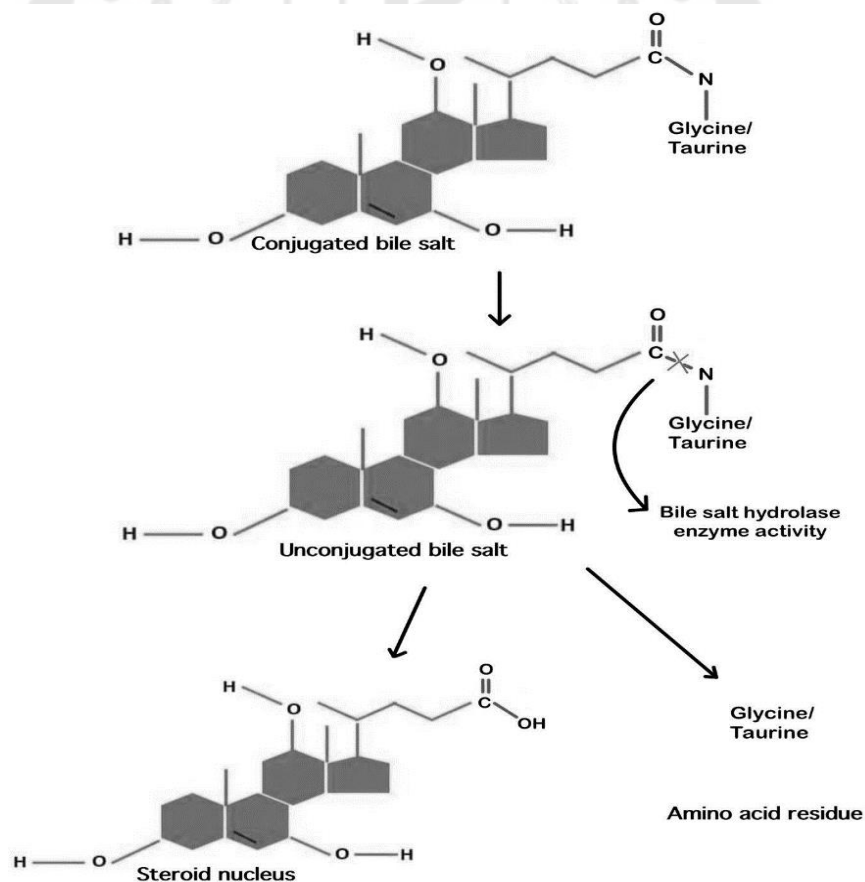 O
H
O
C
N
Glycine/
Taurine
H
O
O
H
Conjugated bile salt
O
H
O
C
N
Glycine/
Taurine
H
O
O
H
Bile salt hydrolase
enzyme activity
Unconjugated bile salt
O
H
O
C
OH
Glycine/
Taurine
H
O
O
H
Steroid nucleus
Amino acid residue